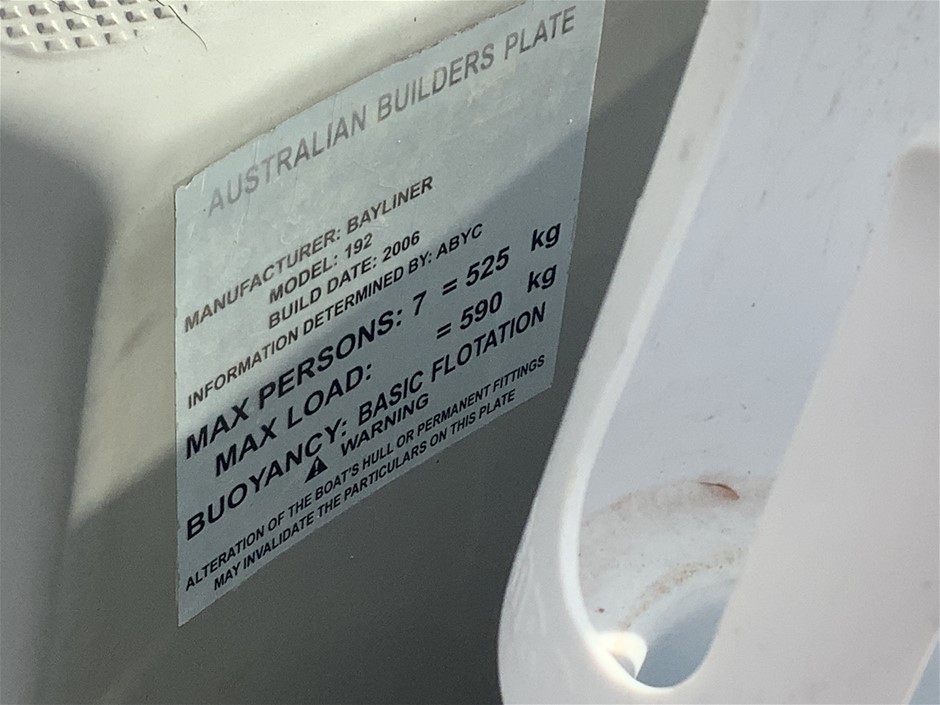 AUSTRALIAN BUILDERS PLATE
MANUFACTURER: BAYLINER
MODEL: 192
BUILD DATE: 2006
INFORMATION DETERMINED BY: ABYC
MAX PERSONS: 7 = 525 kg
MAX LOAD: = 590 kg
BUOYANCY: BASIC FLOTATION
WARNING
ALTERATION OF THE BOAT'S HULL OR PERMANENT FITTINGS
MAY INVALIDATE THE PARTICULARS ON THIS PLATE